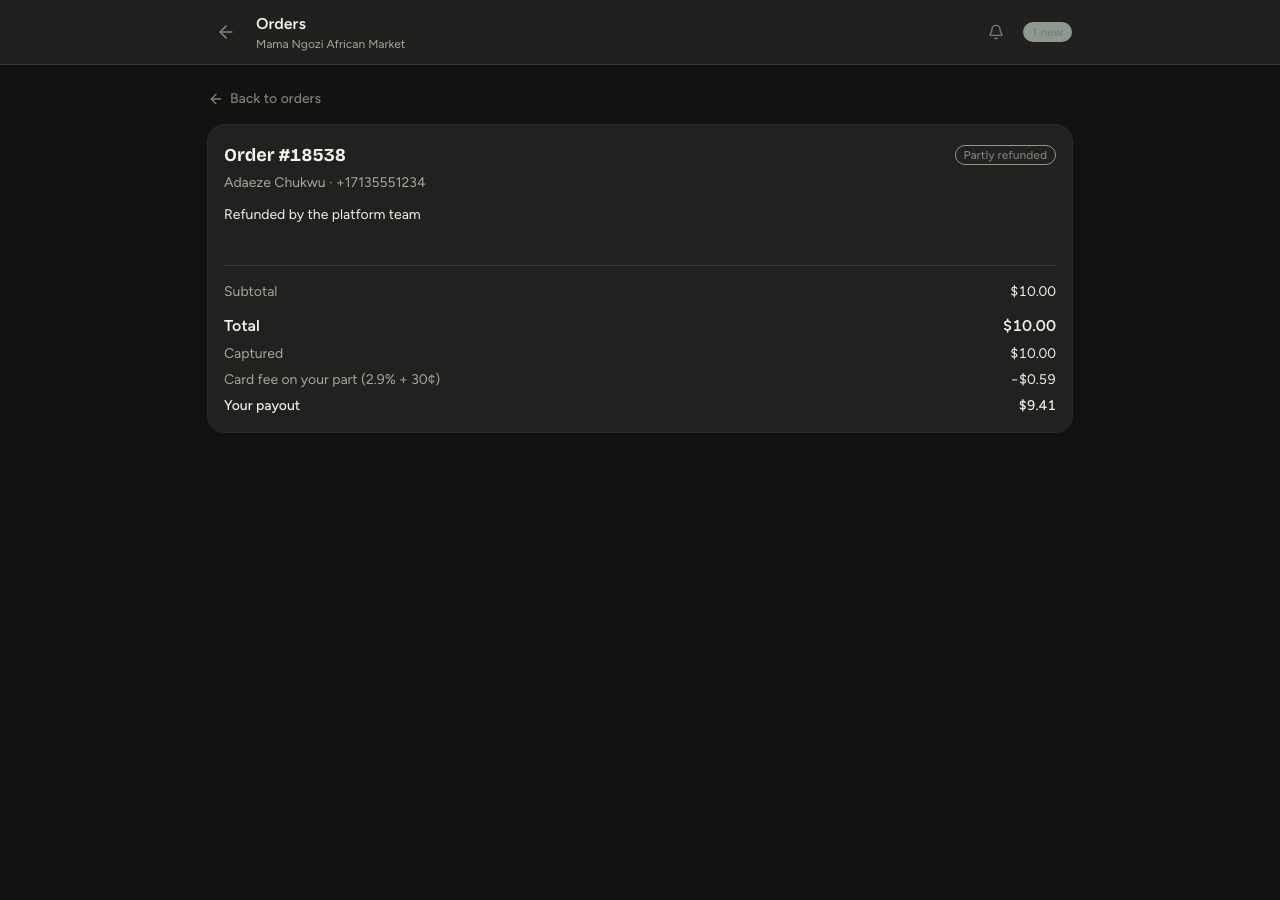 Orders
Mama Ngozi African Market
1 new
Back to orders
Order #18538
Partly refunded
Adaeze Chukwu · +17135551234
Refunded by the platform team
Subtotal $10.00
Total $10.00
Captured $10.00
Card fee on your part (2.9% + 30¢) −$0.59
Your payout $9.41